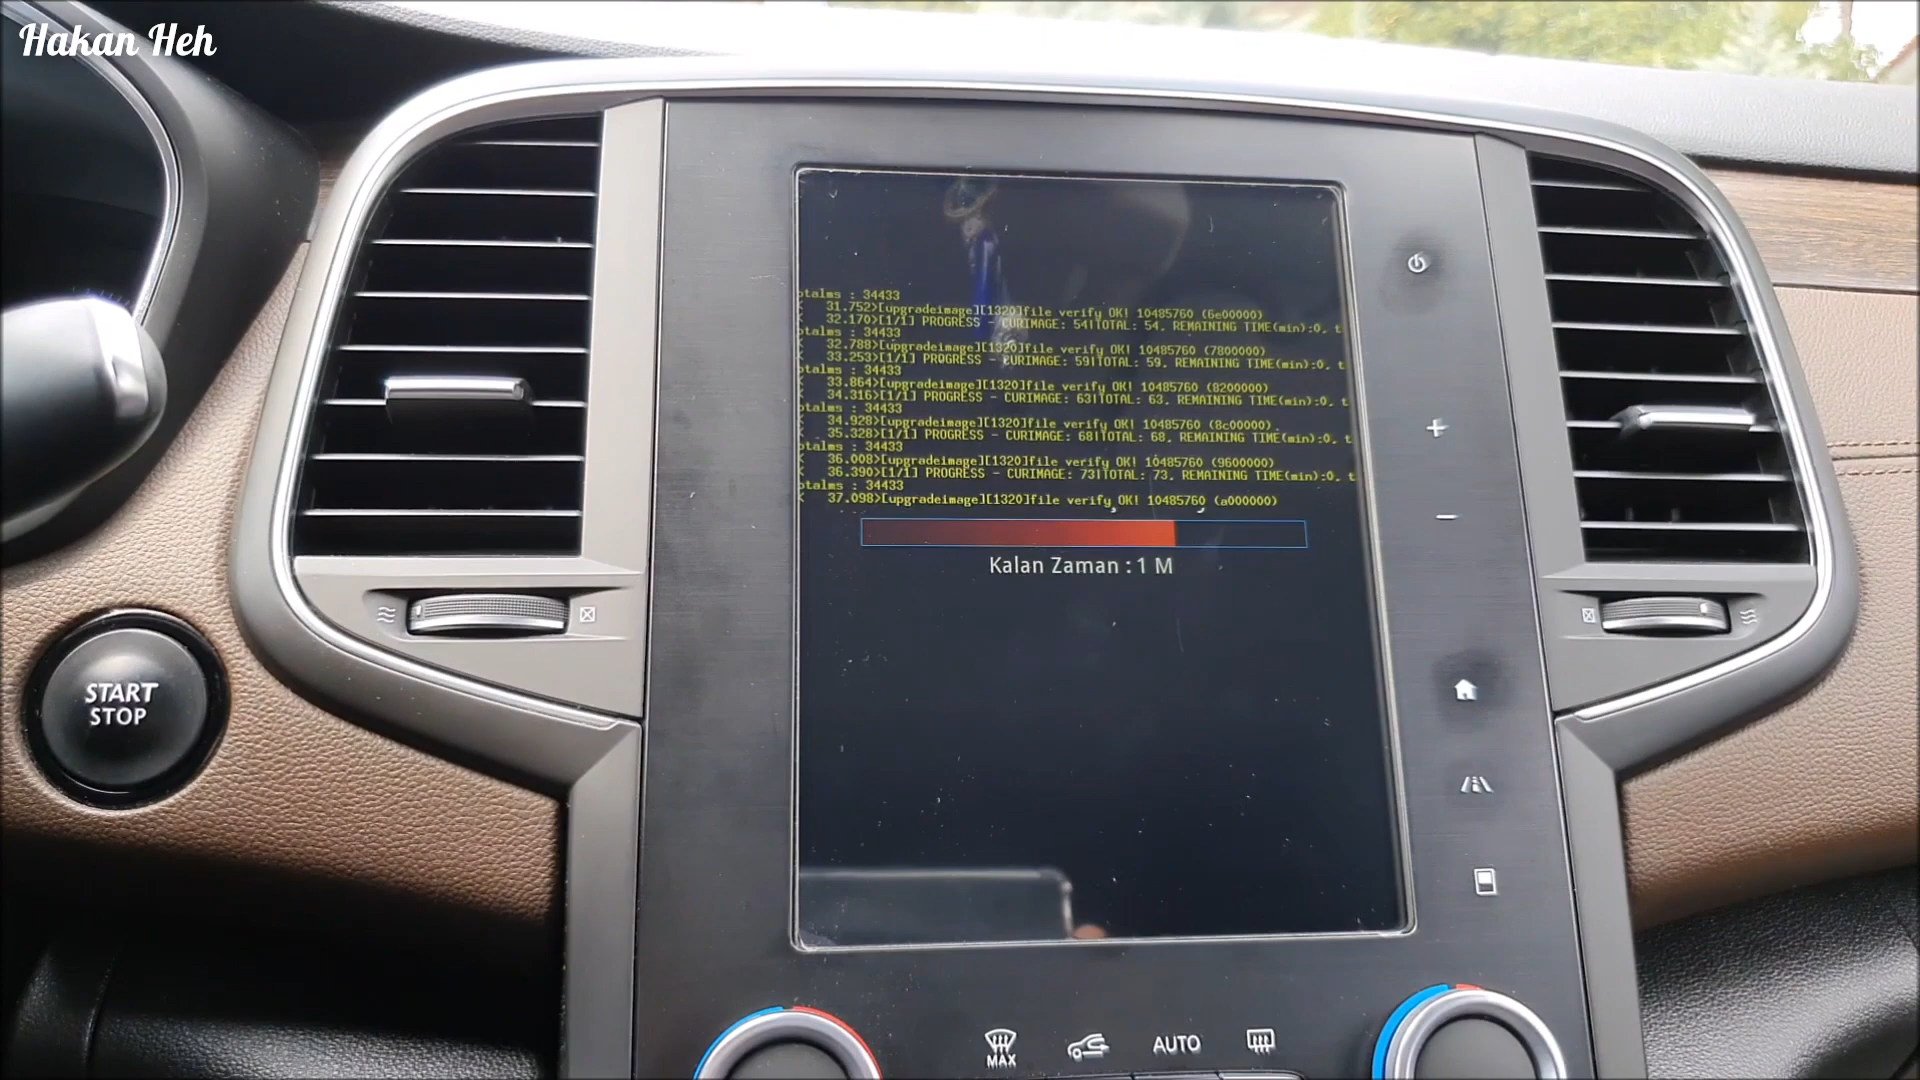 Hakan Heh
otalms : 34433
< 31.752>[upgradeimage][1320]file verify OK! 10485760 (6e00000)
< 32.170>[1/1] PROGRESS - CURIMAGE: 54|TOTAL: 54, REMAINING TIME(min):0, t
otalms : 34433
< 32.788>[upgradeimage][1320]file verify OK! 10485760 (7800000)
< 33.253>[1/1] PROGRESS - CURIMAGE: 59|TOTAL: 59, REMAINING TIME(min):0, t
otalms : 34433
< 33.864>[upgradeimage][1320]file verify OK! 10485760 (8200000)
< 34.316>[1/1] PROGRESS - CURIMAGE: 63|TOTAL: 63, REMAINING TIME(min):0, t
otalms : 34433
< 34.928>[upgradeimage][1320]file verify OK! 10485760 (8c00000)
< 35.328>[1/1] PROGRESS - CURIMAGE: 68|TOTAL: 68, REMAINING TIME(min):0, t
otalms : 34433
< 36.008>[upgradeimage][1320]file verify OK! 10485760 (9600000)
< 36.390>[1/1] PROGRESS - CURIMAGE: 73|TOTAL: 73, REMAINING TIME(min):0, t
otalms : 34433
< 37.098>[upgradeimage][1320]file verify OK! 10485760 (a000000)
Kalan Zaman : 1 M
START
STOP
MAX
AUTO